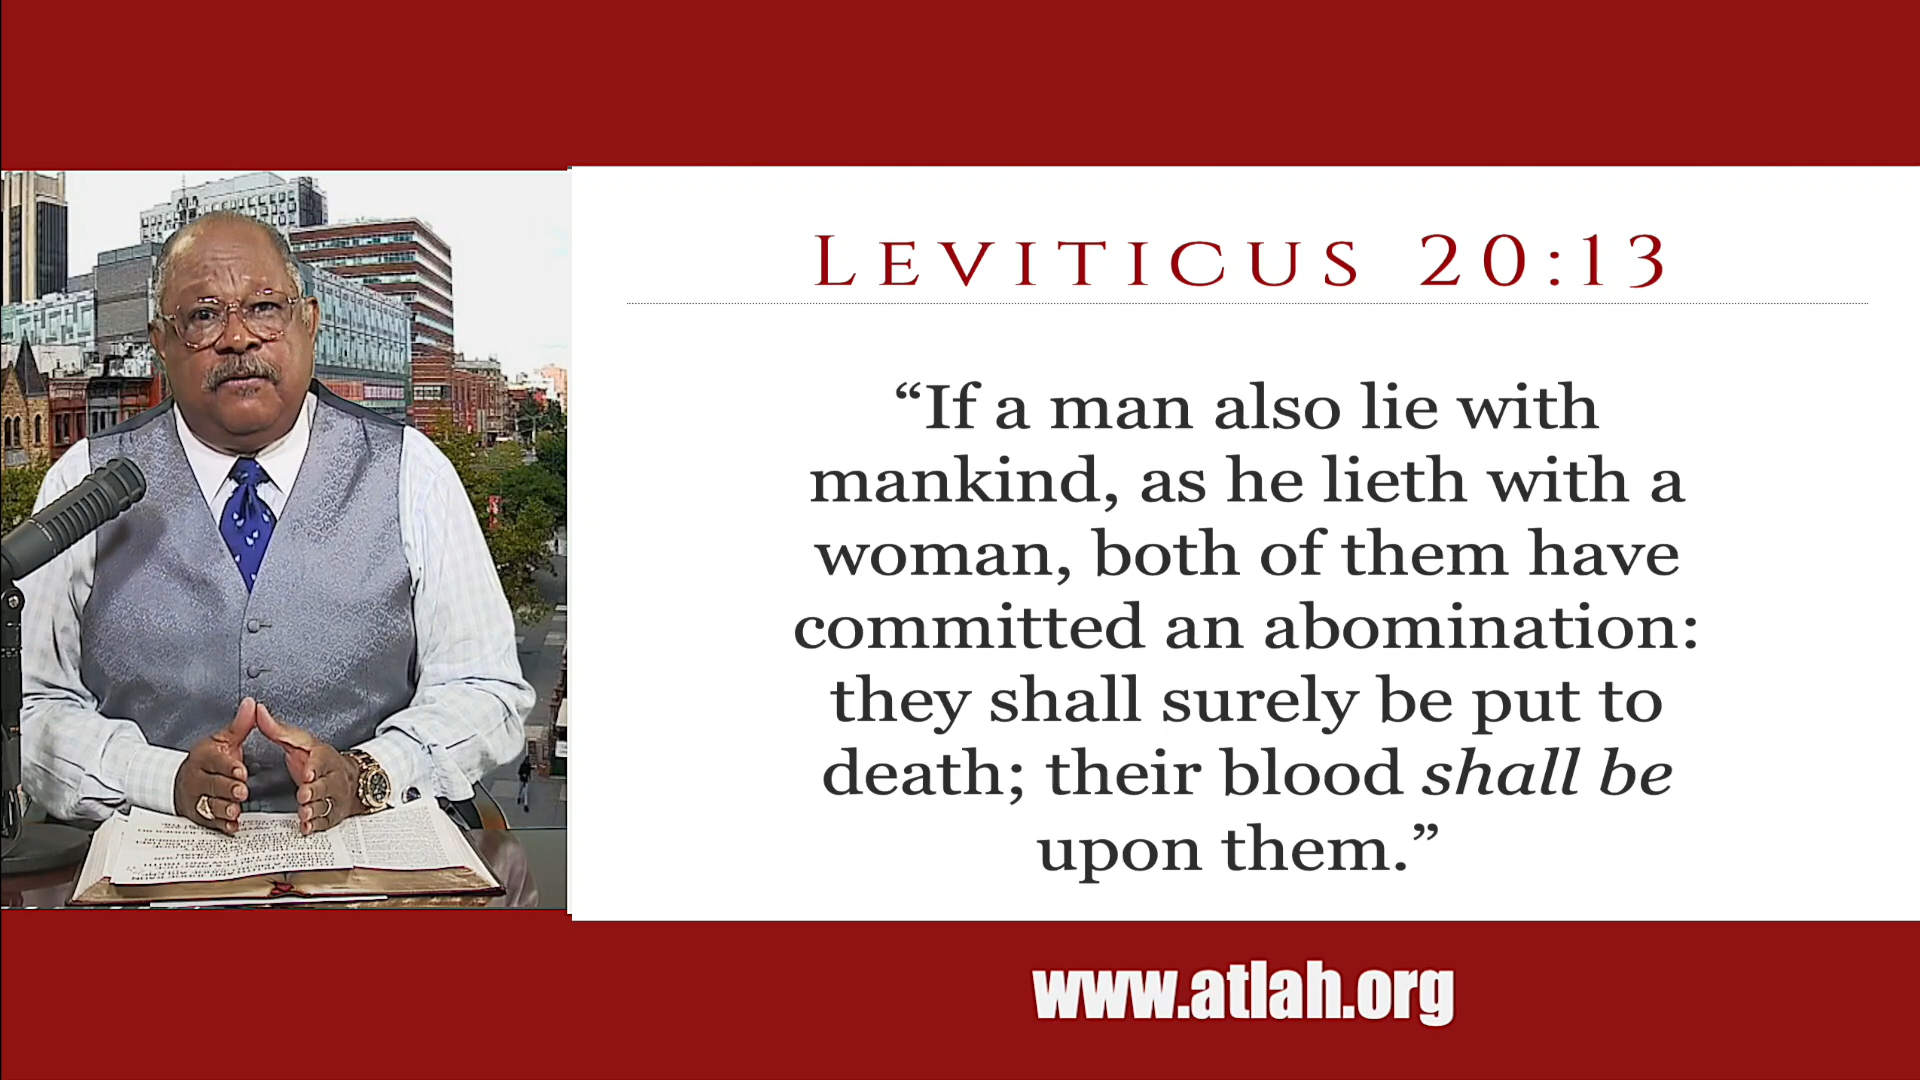 LEVITICUS 20:13
“If a man also lie with
mankind, as he lieth with a
woman, both of them have
committed an abomination:
they shall surely be put to
death; their blood shall be
upon them.”
www.atlah.org